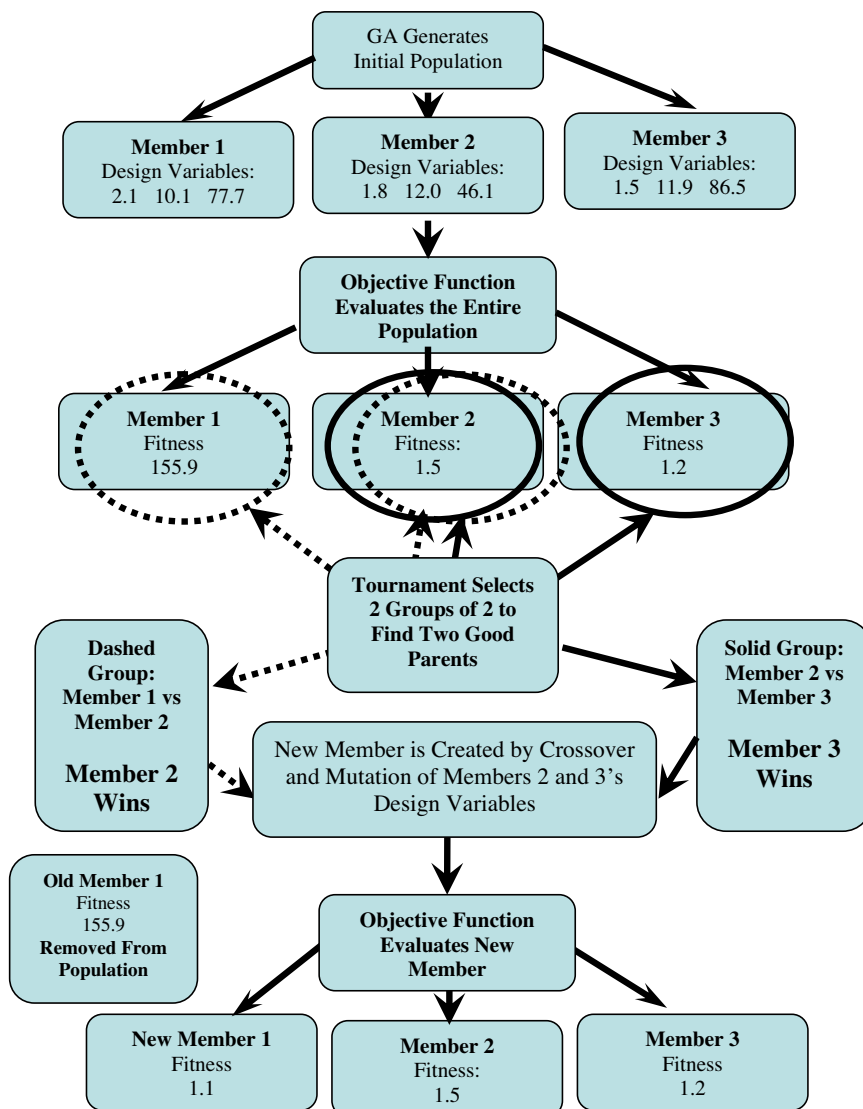 GA Generates
Initial Population
Member 1
Design Variables:
2.1 10.1 77.7
Member 2
Design Variables:
1.8 12.0 46.1
Member 3
Design Variables:
1.5 11.9 86.5
Objective Function
Evaluates the Entire
Population
Member 1
Fitness
155.9
Member 2
Fitness:
1.5
Member 3
Fitness
1.2
Tournament Selects
2 Groups of 2 to
Find Two Good
Parents
Dashed
Group:
Member 1 vs
Member 2
Member 2
Wins
Solid Group:
Member 2 vs
Member 3
Member 3
Wins
New Member is Created by Crossover
and Mutation of Members 2 and 3’s
Design Variables
Old Member 1
Fitness
155.9
Removed From
Population
Objective Function
Evaluates New
Member
New Member 1
Fitness
1.1
Member 2
Fitness:
1.5
Member 3
Fitness
1.2